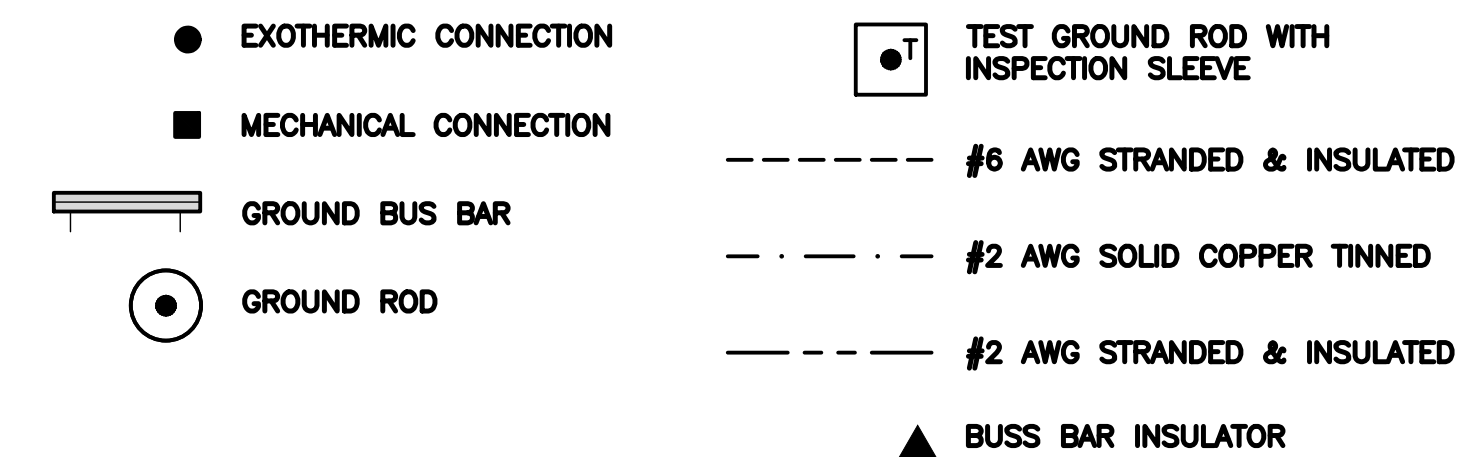 EXOTHERMIC CONNECTION
MECHANICAL CONNECTION
GROUND BUS BAR
GROUND ROD
T
TEST GROUND ROD WITH
INSPECTION SLEEVE
#6 AWG STRANDED & INSULATED
#2 AWG SOLID COPPER TINNED
#2 AWG STRANDED & INSULATED
BUSS BAR INSULATOR